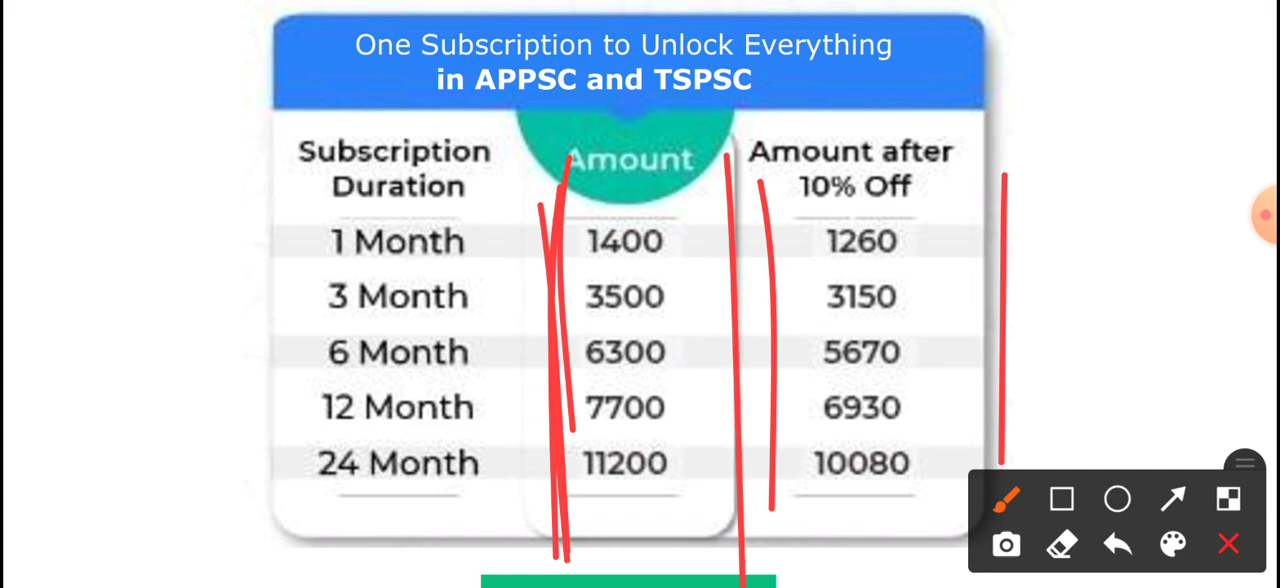 One Subscription to Unlock Everything
in APPSC and TSPSC
Subscription Duration
Amount
Amount after 10% Off
1 Month 1400 1260
3 Month 3500 3150
6 Month 6300 5670
12 Month 7700 6930
24 Month 11200 10080